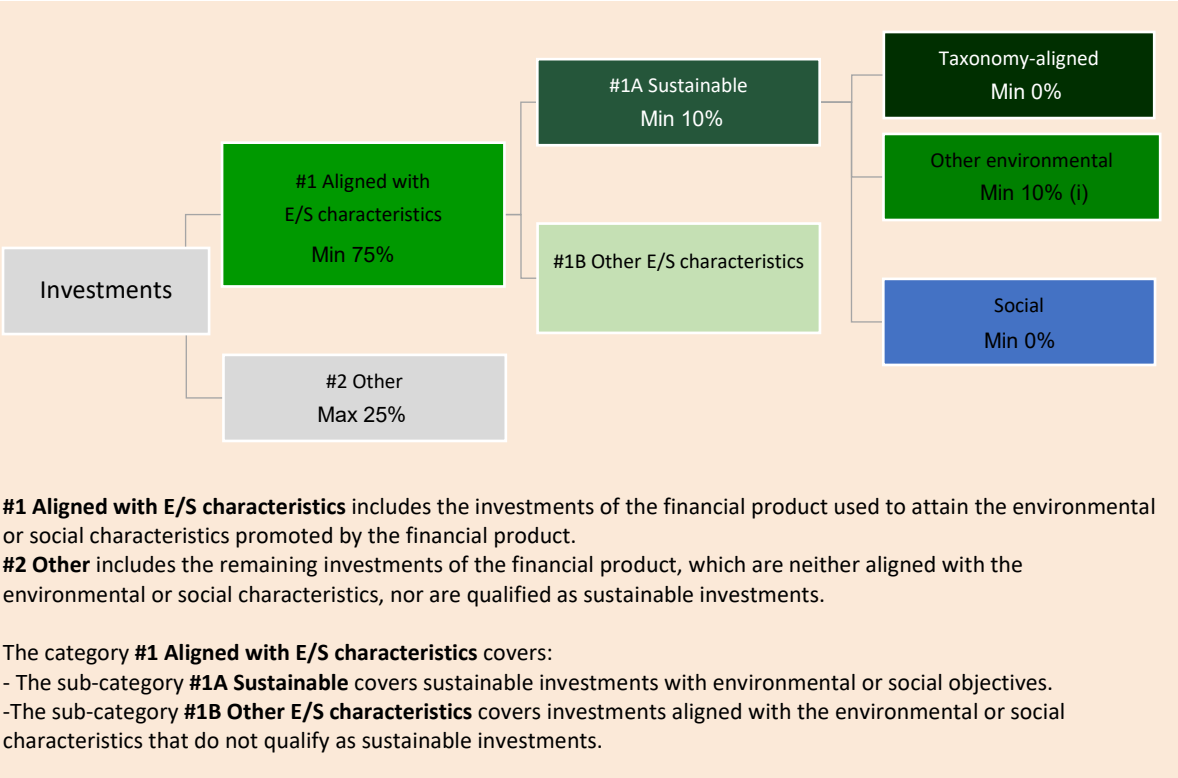 Investments
#1 Aligned with
E/S characteristics
Min 75%
#2 Other
Max 25%
#1A Sustainable
Min 10%
#1B Other E/S characteristics
Taxonomy-aligned
Min 0%
Other environmental
Min 10% (i)
Social
Min 0%
#1 Aligned with E/S characteristics includes the investments of the financial product used to attain the environmental
or social characteristics promoted by the financial product.
#2 Other includes the remaining investments of the financial product, which are neither aligned with the
environmental or social characteristics, nor are qualified as sustainable investments.
The category #1 Aligned with E/S characteristics covers:
- The sub-category #1A Sustainable covers sustainable investments with environmental or social objectives.
-The sub-category #1B Other E/S characteristics covers investments aligned with the environmental or social
characteristics that do not qualify as sustainable investments.